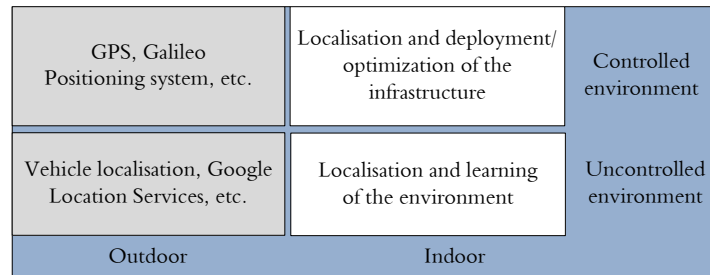 GPS, Galileo
Positioning system, etc.
Localisation and deployment/
optimization of the
infrastructure
Controlled
environment
Vehicle localisation, Google
Location Services, etc.
Localisation and learning
of the environment
Uncontrolled
environment
Outdoor
Indoor